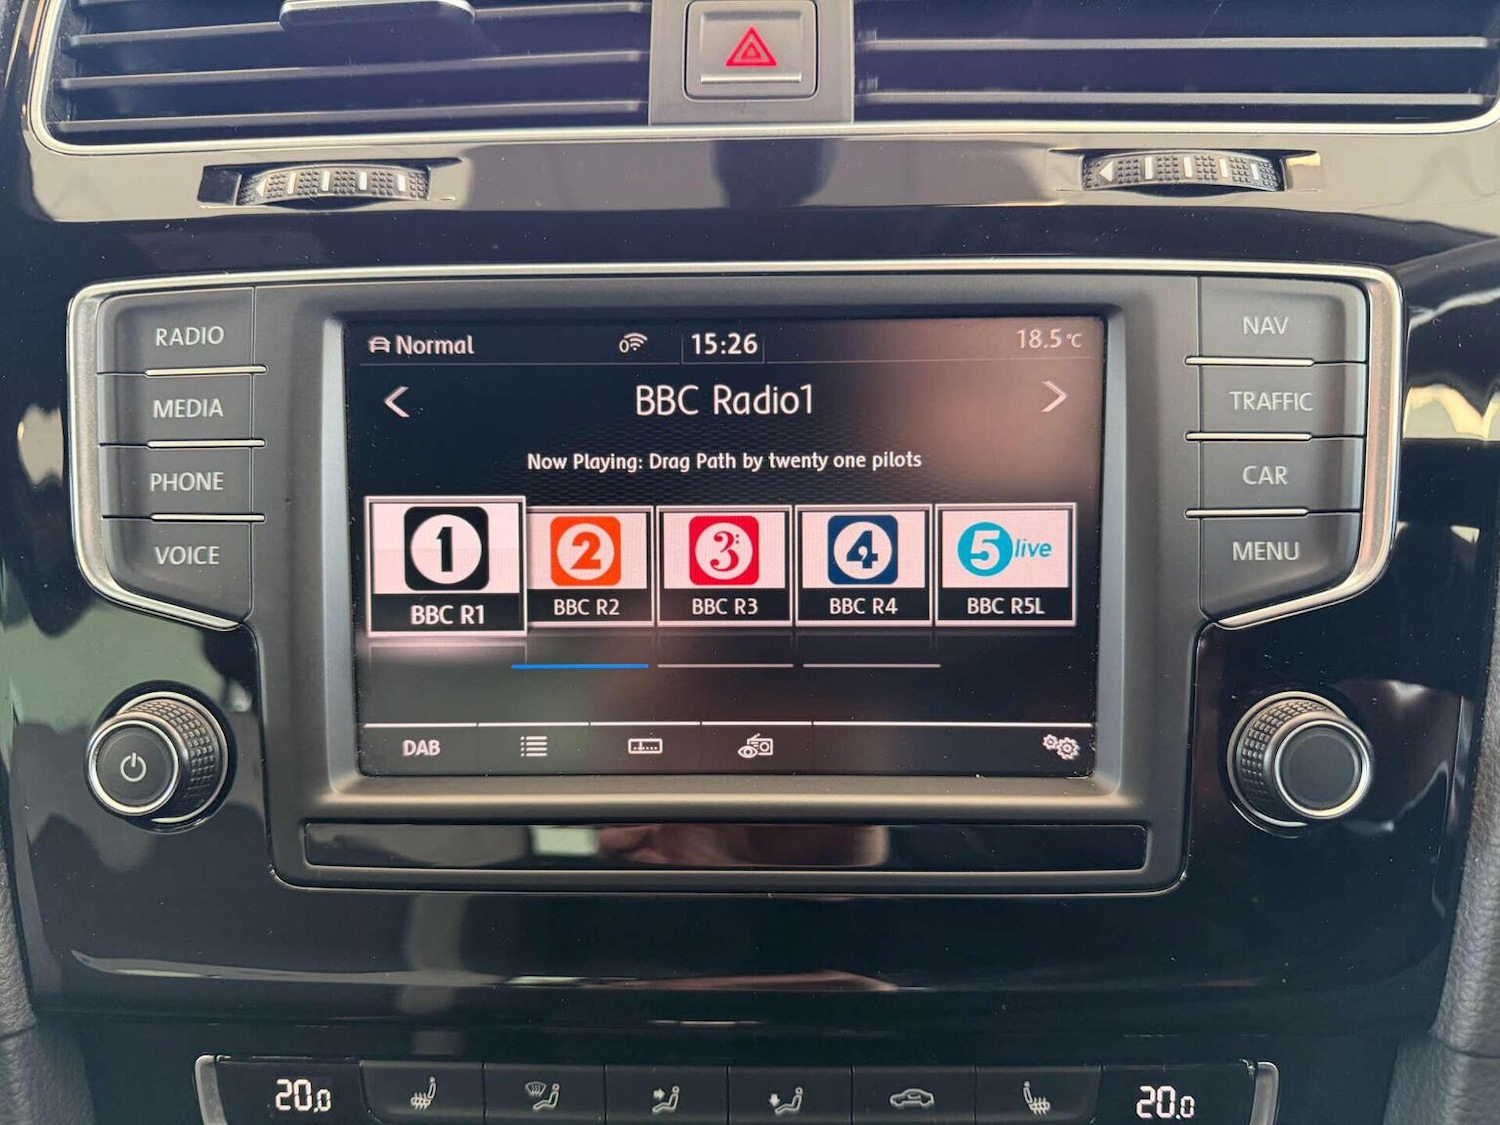 RADIO
MEDIA
PHONE
VOICE
Normal
15:26
18.5°C
BBC Radio1
Now Playing: Drag Path by twenty one pilots
1
2
3
4
5 live
BBC R1
BBC R2
BBC R3
BBC R4
BBC R5L
DAB
NAV
TRAFFIC
CAR
MENU
20.0
20.0